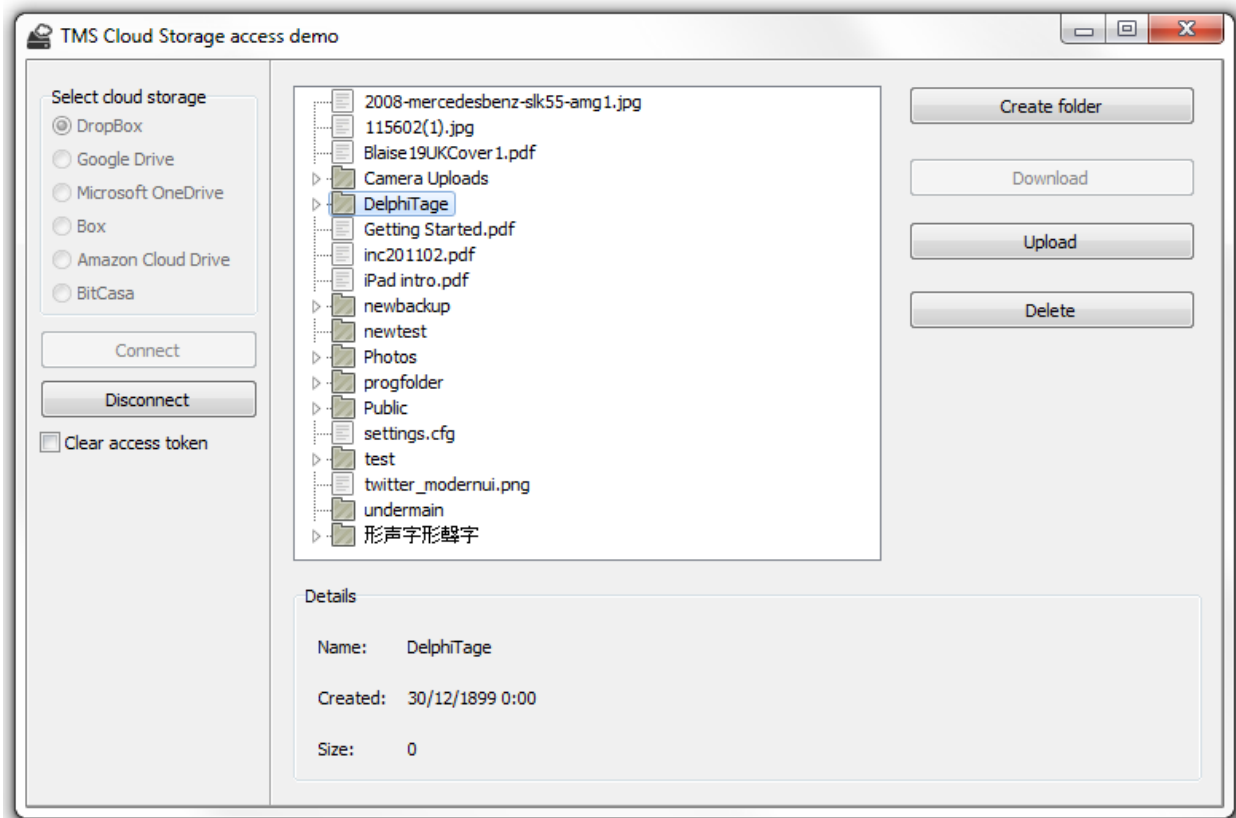 TMS Cloud Storage access demo
Select cloud storage
DropBox
Google Drive
Microsoft OneDrive
Box
Amazon Cloud Drive
BitCasa
Connect
Disconnect
Clear access token
2008-mercedesbenz-slk55-amg1.jpg
115602(1).jpg
Blaise19UKCover1.pdf
Camera Uploads
DelphiTage
Getting Started.pdf
inc201102.pdf
iPad intro.pdf
newbackup
newtest
Photos
progfolder
Public
settings.cfg
test
twitter_modernui.png
undermain
形声字形聲字
Create folder
Download
Upload
Delete
Details
Name: DelphiTage
Created: 30/12/1899 0:00
Size: 0